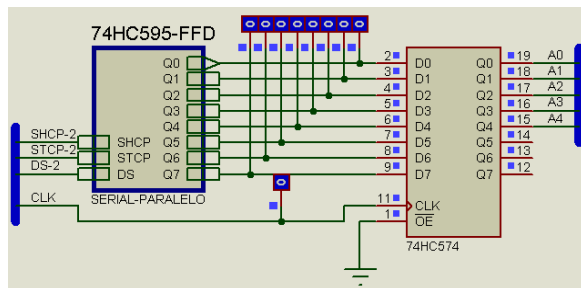 74HC595-FFD
Q0
Q1
Q2
Q3
Q4
SHCP Q5
STCP Q6
DS Q7
SERIAL-PARALELO
SHCP-2
STCP-2
DS-2
CLK
2 D0 Q0 19 A0
3 D1 Q1 18 A1
4 D2 Q2 17 A2
5 D3 Q3 16 A3
6 D4 Q4 15 A4
7 D5 Q5 14
8 D6 Q6 13
9 D7 Q7 12
11 CLK
1 OE
74HC574